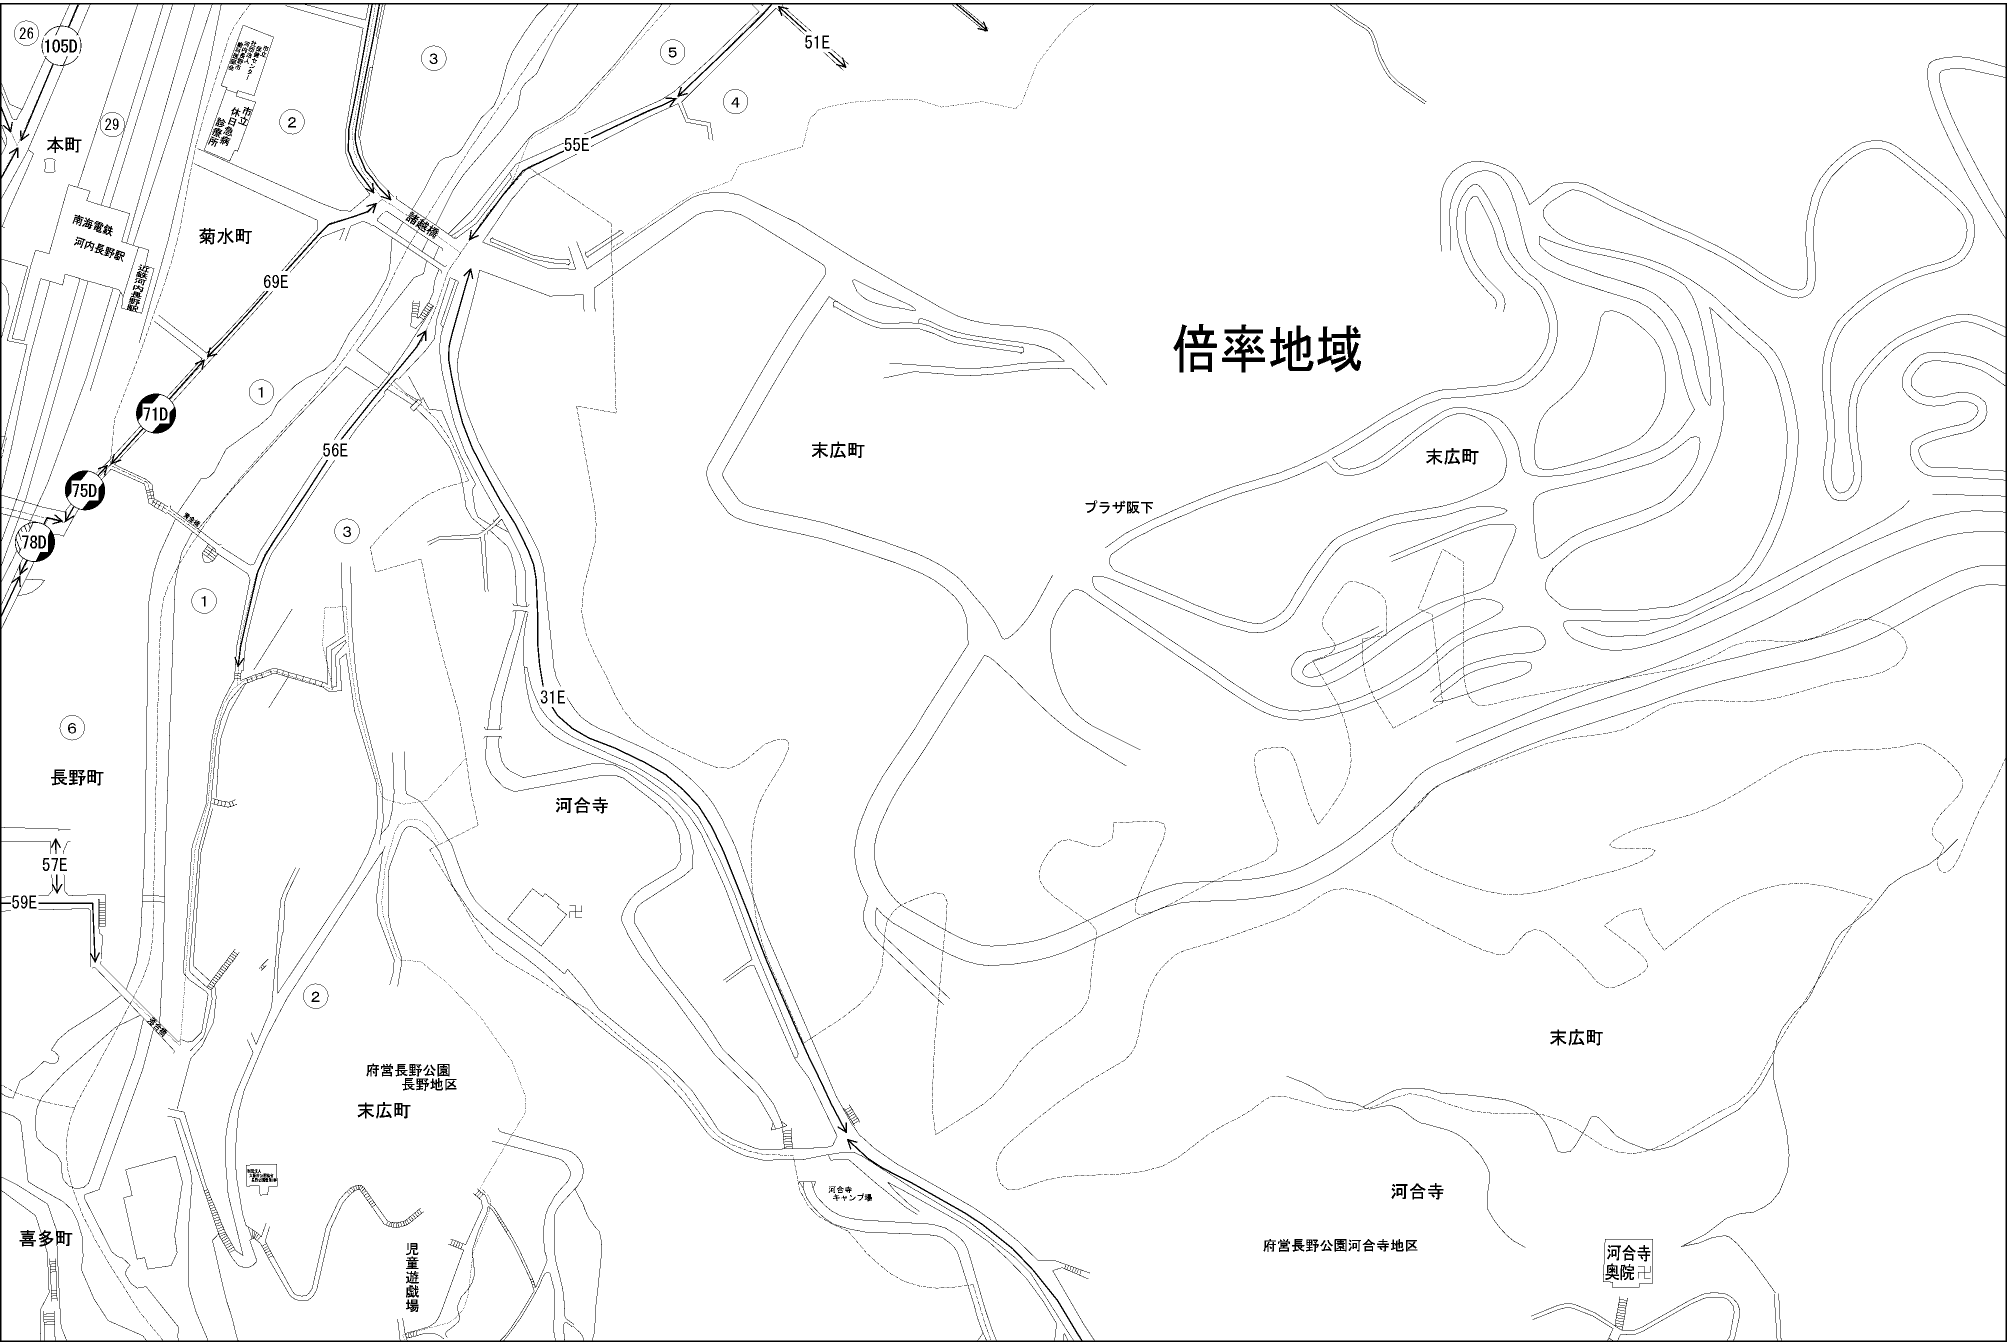 26
105D
③
⑤
51E
④
29
②
市立
休日急病
診療所
本町
55E
諸越橋
南海電鉄
河内長野駅
菊水町
近鉄河内長野駅
69E
倍率地域
①
71D
56E
末広町
末広町
75D
プラザ阪下
78D
③
①
31E
⑥
長野町
河合寺
57E
59E
②
末広町
府営長野公園
長野地区
末広町
河合寺
キャンプ場
河合寺
喜多町
児童遊戯場
府営長野公園河合寺地区
河合寺
奥院卍
卍